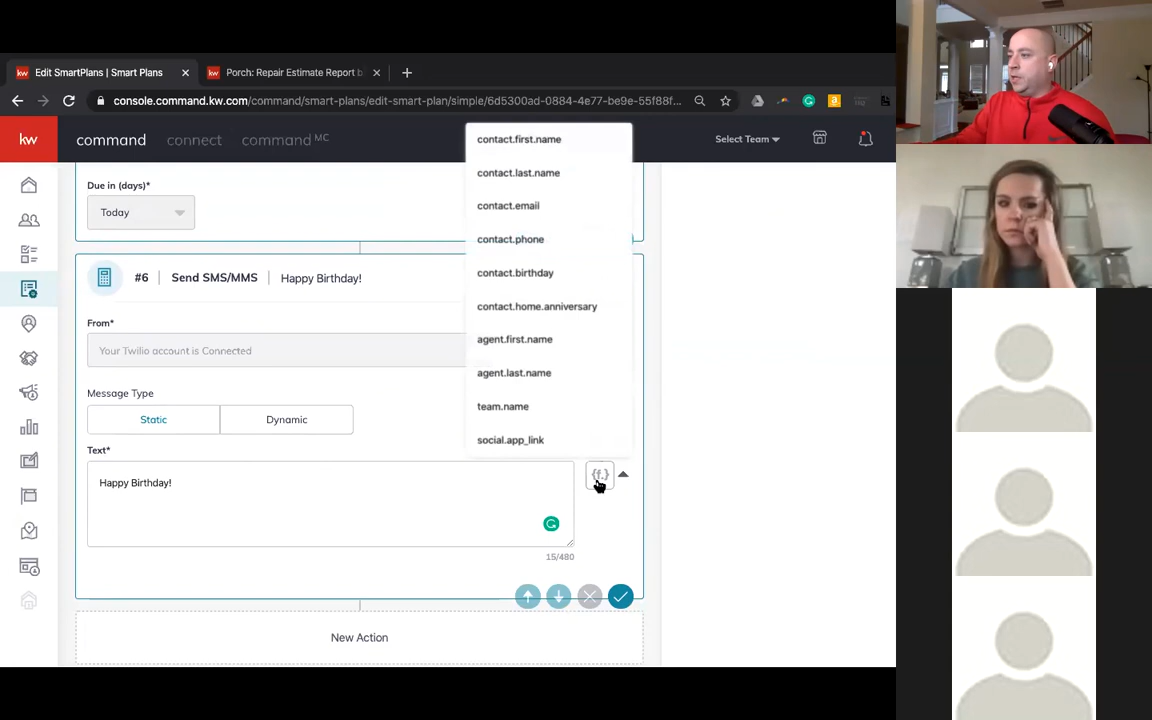 kw Edit SmartPlans | Smart Plans
kw Porch: Repair Estimate Report b
console.command.kw.com/command/smart-plans/edit-smart-plan/simple/6d5300ad-0884-4e77-be9e-55f88f...
kw command connect command MC
Select Team
Due in (days)*
Today
#6 Send SMS/MMS Happy Birthday!
From*
Your Twilio account is Connected
Message Type
Static Dynamic
Text*
Happy Birthday!
15/480
New Action
contact.first.name
contact.last.name
contact.email
contact.phone
contact.birthday
contact.home.anniversary
agent.first.name
agent.last.name
team.name
social.app_link